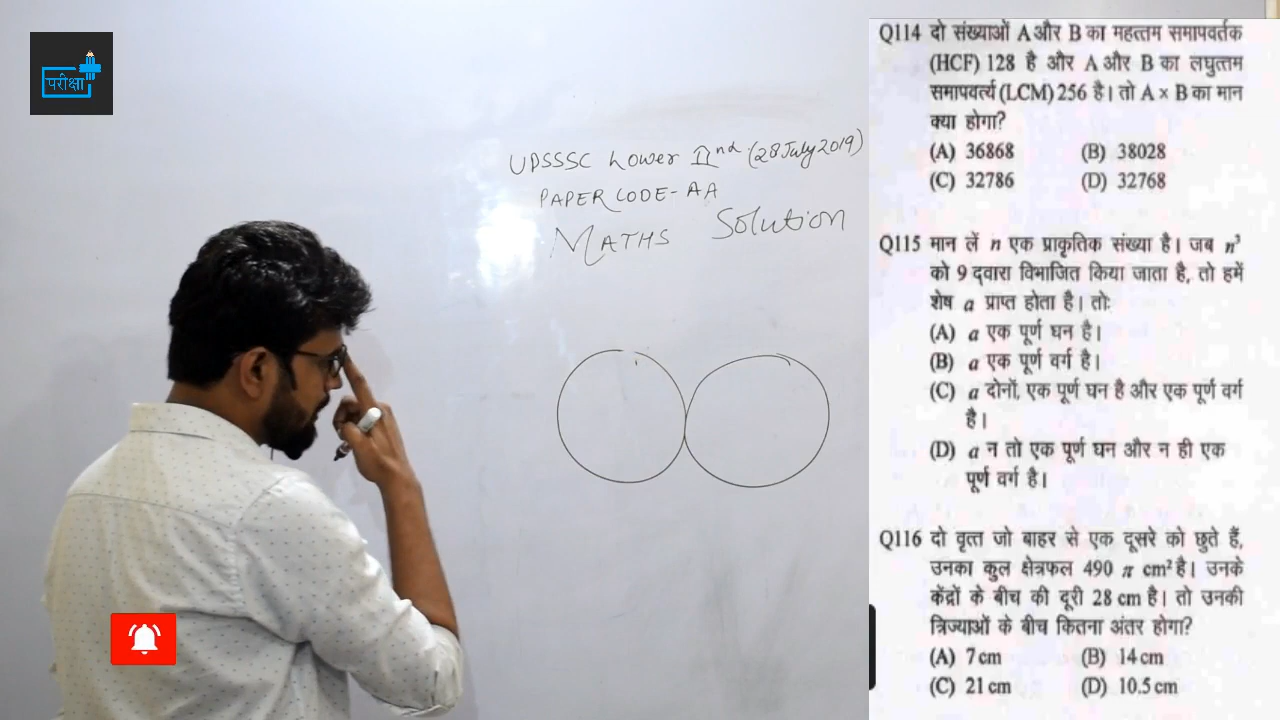 परीक्षा
UPSSSC Lower IInd (28 July 2019)
PAPER CODE - AA
MATHS Solution
Q114 दो संख्याओं A और B का महत्तम समापवर्तक
(HCF) 128 है और A और B का लघुत्तम
समापवर्त्य (LCM) 256 है। तो A × B का मान
क्या होगा?
(A) 36868 (B) 38028
(C) 32786 (D) 32768
Q115 मान लें n एक प्राकृतिक संख्या है। जब n³
को 9 द्वारा विभाजित किया जाता है, तो हमें
शेष a प्राप्त होता है। तोः
(A) a एक पूर्ण घन है।
(B) a एक पूर्ण वर्ग है।
(C) a दोनों, एक पूर्ण घन है और एक पूर्ण वर्ग
है।
(D) a न तो एक पूर्ण घन और न ही एक
पूर्ण वर्ग है।
Q116 दो वृत्त जो बाहर से एक दूसरे को छुते हैं,
उनका कुल क्षेत्रफल 490 π cm² है। उनके
केंद्रों के बीच की दूरी 28 cm है। तो उनकी
त्रिज्याओं के बीच कितना अंतर होगा?
(A) 7 cm (B) 14 cm
(C) 21 cm (D) 10.5 cm